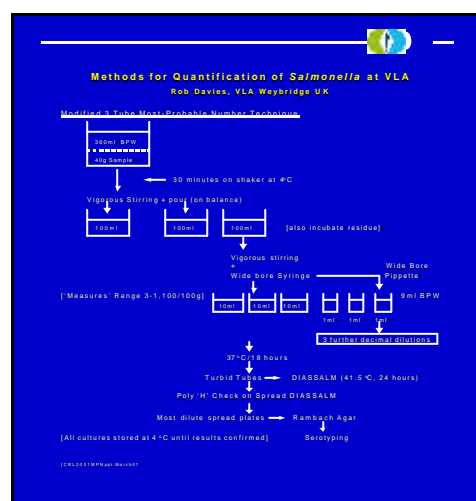 Methods for Quantification of Salmonella at VLA
Rob Davies, VLA Weybridge UK
Modified 3 Tube Most-Probable Number Technique
360ml BPW
40g Sample
30 minutes on shaker at 4°C
Vigorous Stirring + pour (on balance)
100ml 100ml 100ml [also incubate residue]
Vigorous stirring
+
Wide bore Syringe
Wide Bore
Pippette
['Measures' Range 3-1,100/100g]
10ml 10ml 10ml 9ml BPW
1ml 1ml 1ml
3 further decimal dilutions
37°C/18 hours
Turbid Tubes DIASSALM (41.5°C, 24 hours)
Poly 'H' Check on Spread DIASSALM
Most dilute spread plates Rambach Agar
[All cultures stored at 4°C until results confirmed] Serotyping
[CRL2001MPNppt.March01